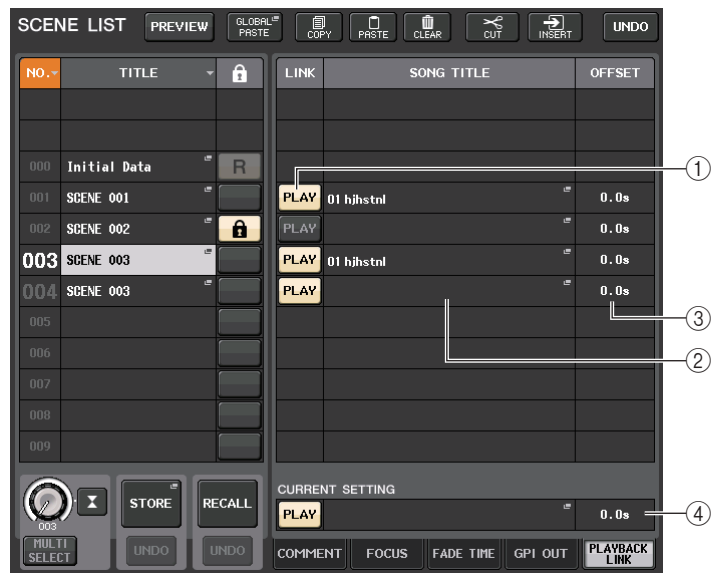 SCENE LIST PREVIEW GLOBAL PASTE COPY PASTE CLEAR CUT INSERT UNDO
NO. TITLE LINK SONG TITLE OFFSET
000 Initial Data R
001 SCENE 001 PLAY 01 hjhstnl 0.0s
002 SCENE 002 PLAY 0.0s
003 SCENE 003 PLAY 01 hjhstnl 0.0s
004 SCENE 003 PLAY 0.0s
005
006
007
008
009
①
③
②
003 STORE RECALL
CURRENT SETTING
PLAY 0.0s
④
MULTI SELECT UNDO UNDO
COMMENT FOCUS FADE TIME GPI OUT PLAYBACK LINK